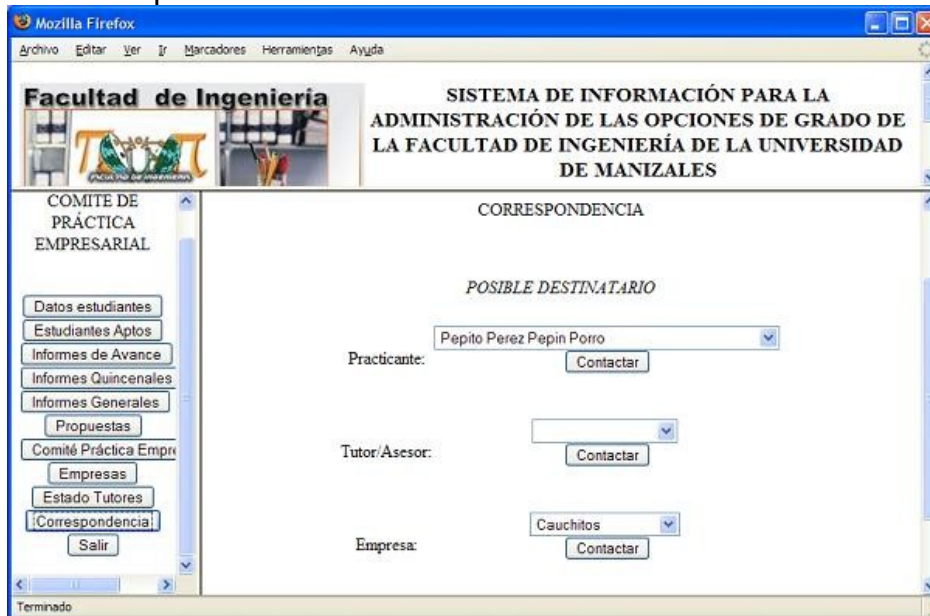 Mozilla Firefox
Archivo Editar Ver Ir Marcadores Herramientas Ayuda
Facultad de Ingeniería
SISTEMA DE INFORMACIÓN PARA LA
ADMINISTRACIÓN DE LAS OPCIONES DE GRADO DE
LA FACULTAD DE INGENIERÍA DE LA UNIVERSIDAD
DE MANIZALES
COMITE DE
PRÁCTICA
EMPRESARIAL
Datos estudiantes
Estudiantes Aptos
Informes de Avance
Informes Quincenales
Informes Generales
Propuestas
Comité Práctica Empre
Empresas
Estado Tutores
Correspondencia
Salir
CORRESPONDENCIA
POSIBLE DESTINATARIO
Pepito Perez Pepin Porro
Practicante:
Contactar
Tutor/Asesor:
Contactar
Cauchitos
Empresa:
Contactar
Terminado